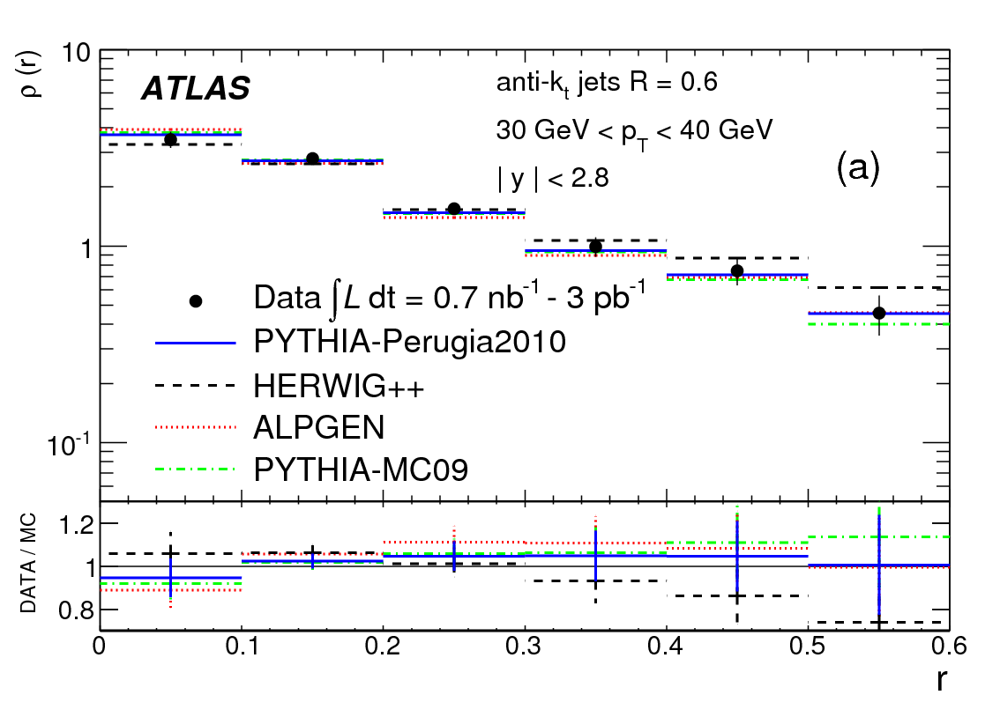 ρ (r)
10
1
10⁻¹
ATLAS
anti-kₜ jets R = 0.6
30 GeV < p_T < 40 GeV
| y | < 2.8
(a)
Data ∫L dt = 0.7 nb⁻¹ - 3 pb⁻¹
PYTHIA-Perugia2010
HERWIG++
ALPGEN
PYTHIA-MC09
DATA / MC
1.2
1
0.8
0 0.1 0.2 0.3 0.4 0.5 0.6
r